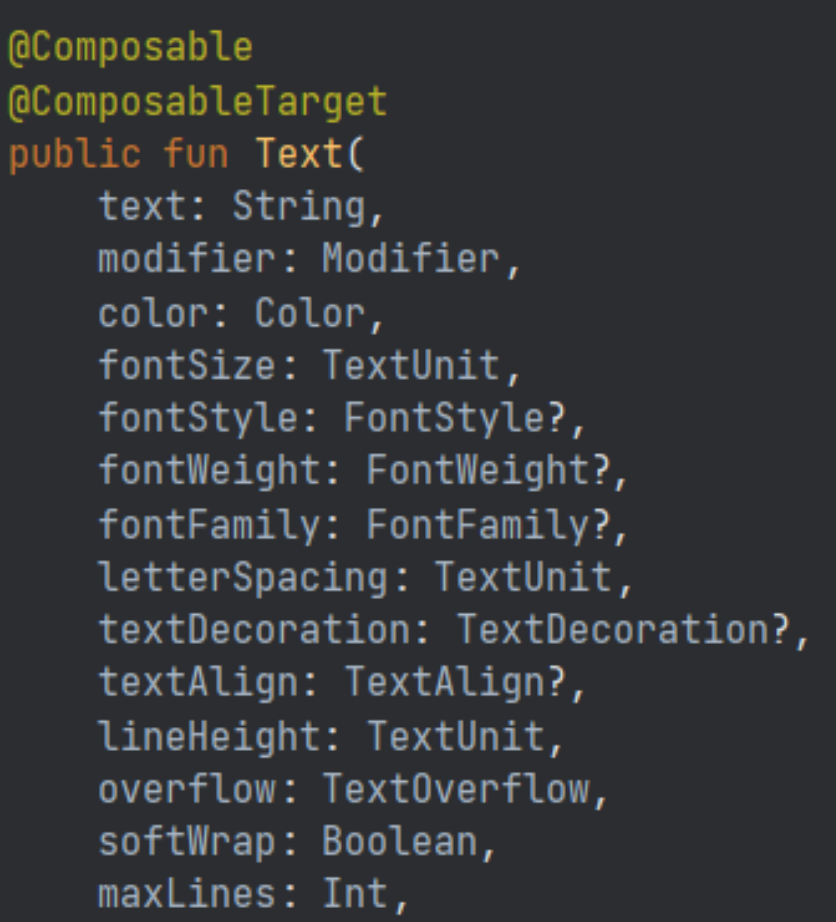 @Composable
@ComposableTarget
public fun Text(
    text: String,
    modifier: Modifier,
    color: Color,
    fontSize: TextUnit,
    fontStyle: FontStyle?,
    fontWeight: FontWeight?,
    fontFamily: FontFamily?,
    letterSpacing: TextUnit,
    textDecoration: TextDecoration?,
    textAlign: TextAlign?,
    lineHeight: TextUnit,
    overflow: TextOverflow,
    softWrap: Boolean,
    maxLines: Int,